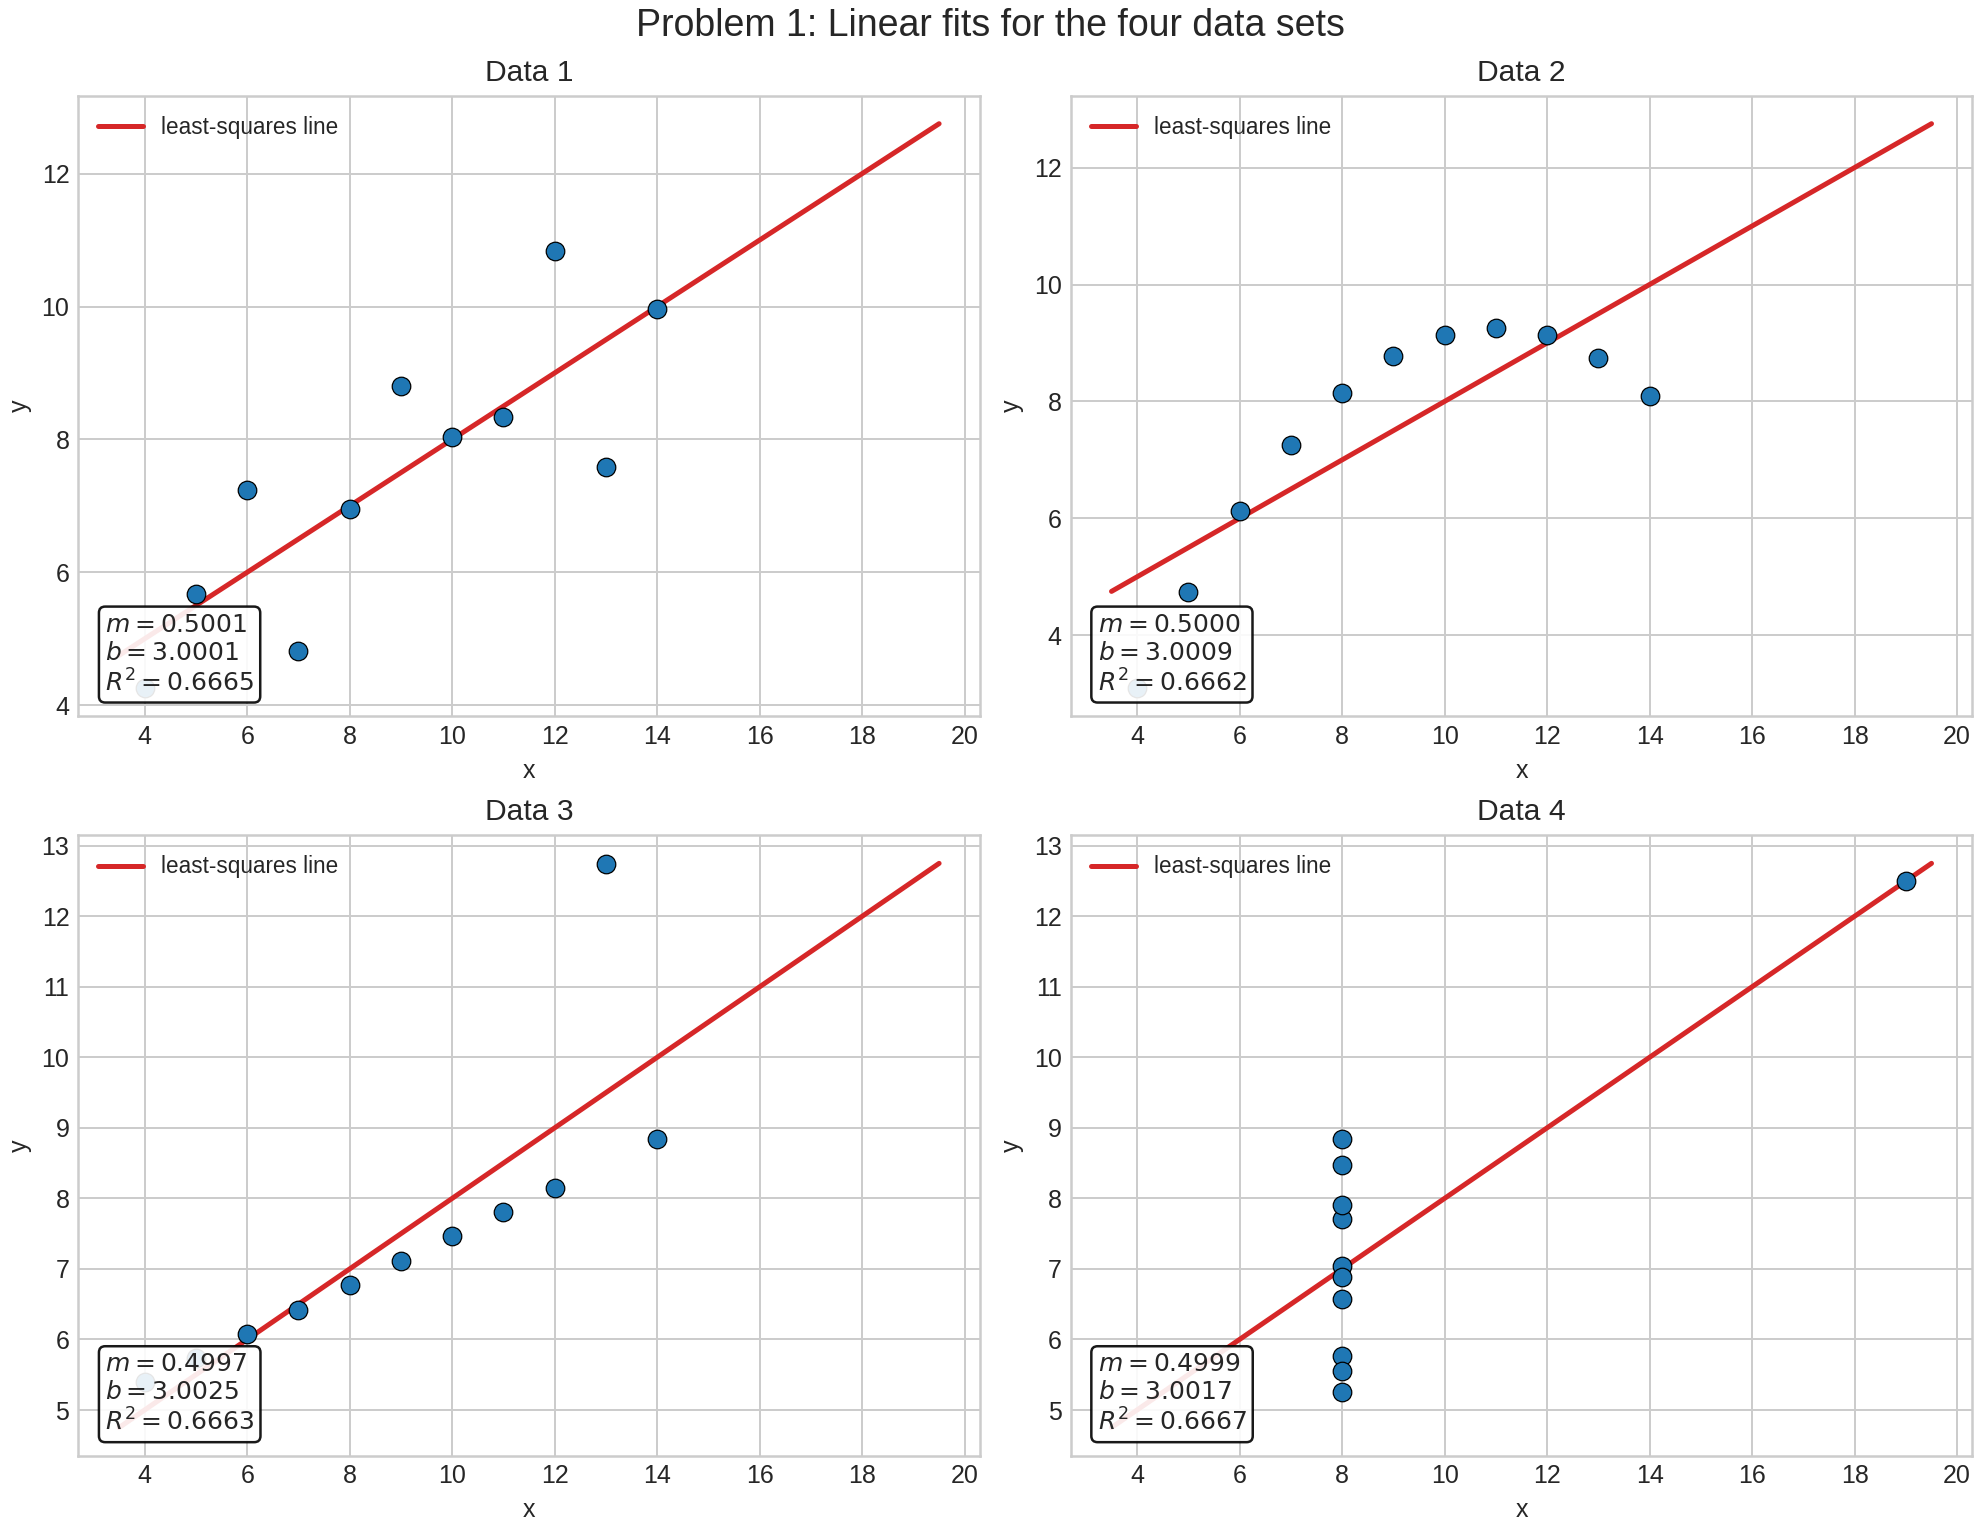 Problem 1: Linear fits for the four data sets
Data 1
least-squares line
12
10
8
6
4
y
m = 0.5001
b = 3.0001
R² = 0.6665
4 6 8 10 12 14 16 18 20
x
Data 2
least-squares line
12
10
8
6
4
y
m = 0.5000
b = 3.0009
R² = 0.6662
4 6 8 10 12 14 16 18 20
x
Data 3
least-squares line
13
12
11
10
9
8
7
6
5
y
m = 0.4997
b = 3.0025
R² = 0.6663
4 6 8 10 12 14 16 18 20
x
Data 4
least-squares line
13
12
11
10
9
8
7
6
5
y
m = 0.4999
b = 3.0017
R² = 0.6667
4 6 8 10 12 14 16 18 20
x